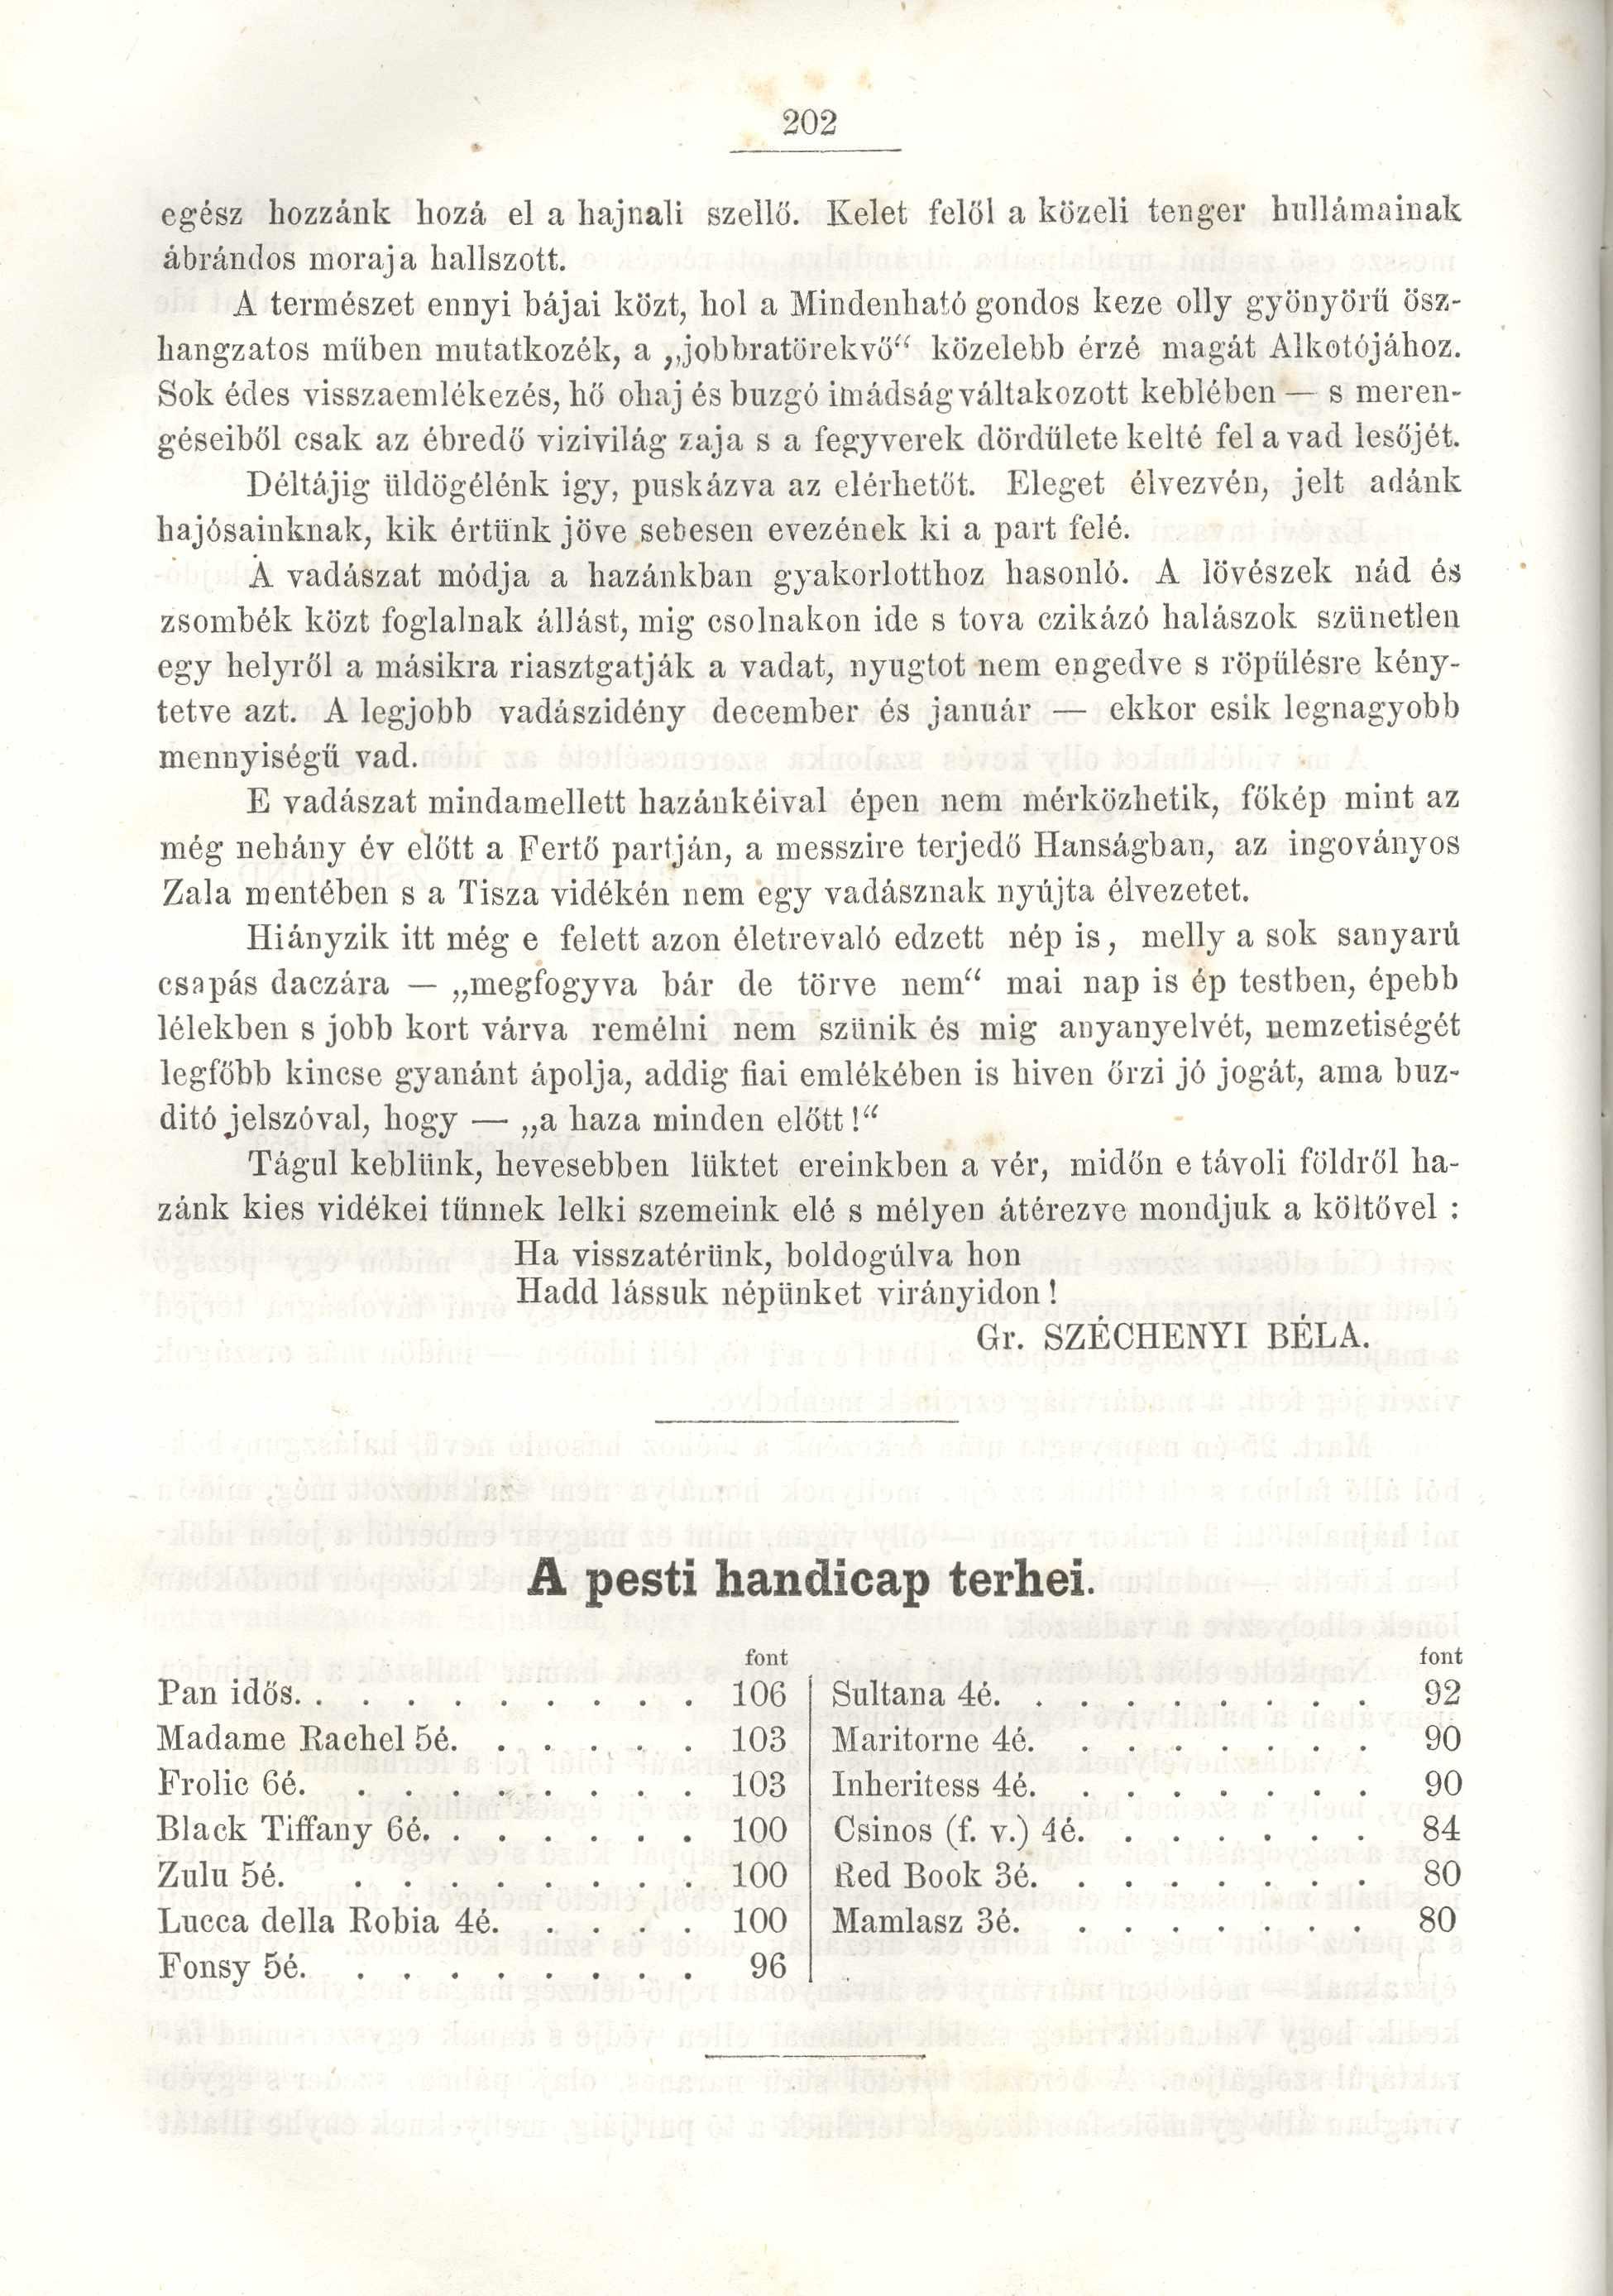 202
egész hozzánk hozá el a hajnali szellő. Kelet felől a közeli tenger hullámainak
ábrándos moraja hallszott.
A természet ennyi bájai közt, hol a Mindenható gondos keze olly gyönyörű ösz-
hangzatos műben mutatkozék, a „jobbratörekvő“ közelebb érzé magát Alkotójához.
Sok édes visszaemlékezés, hő ohaj és buzgó imádság váltakozott keblében — s meren-
géseiből csak az ébredő vizivilág zaja s a fegyverek dördülete kelté fel a vad lesőjét.
Déltájig üldögélénk igy, puskázva az elérhetőt. Eleget élvezvén, jelt adánk
hajósainknak, kik értünk jöve sebesen evezének ki a part felé.
A vadászat módja a hazánkban gyakorlotthoz hasonló. A lövészek nád és
zsombék közt foglalnak állást, mig csolnakon ide s tova czikázó halászok szünetlen
egy helyről a másikra riasztgatják a vadat, nyugtot nem engedve s röpülésre kény-
tetve azt. A legjobb vadászidény december és január — ekkor esik legnagyobb
mennyiségű vad.
E vadászat mindamellett hazánkéival épen nem mérközhetik, főkép mint az
még nehány év előtt a Fertő partján, a messzire terjedő Hanságban, az ingoványos
Zala mentében s a Tisza vidékén nem egy vadásznak nyújta élvezetet.
Hiányzik itt még e felett azon életrevaló edzett nép is, melly a sok sanyarú
csapás daczára — „megfogyva bár de törve nem“ mai nap is ép testben, épebb
lélekben s jobb kort várva remélni nem szünik és mig anyanyelvét, nemzetiségét
legfőbb kincse gyanánt ápolja, addig fiai emlékében is hiven őrzi jó jogát, ama buz-
ditó jelszóval, hogy — „a haza minden előtt!“
Tágul keblünk, hevesebben lüktet ereinkben a vér, midőn e távoli földről ha-
zánk kies vidékei tünnek lelki szemeink elé s mélyen átérezve mondjuk a költővel :
Ha visszatérünk, boldogúlva hon
Hadd lássuk népünket virányidon!
Gr. SZÉCHENYI BÉLA.
A pesti handicap terhei.
font
Pan idős. . . . . . . . . . 106
Madame Rachel 5é. . . . . . . 103
Frolic 6é. . . . . . . . . . 103
Black Tiffany 6é. . . . . . . 100
Zulu 5é. . . . . . . . . . 100
Lucca della Robia 4é. . . . . . 100
Fonsy 5é. . . . . . . . . 96
font
Sultana 4é. . . . . . . . . 92
Maritorne 4é. . . . . . . . 90
Inheritess 4é. . . . . . . . 90
Csinos (f. v.) 4é. . . . . . . 84
Red Book 3é. . . . . . . . 80
Mamlasz 3é. . . . . . . . 80